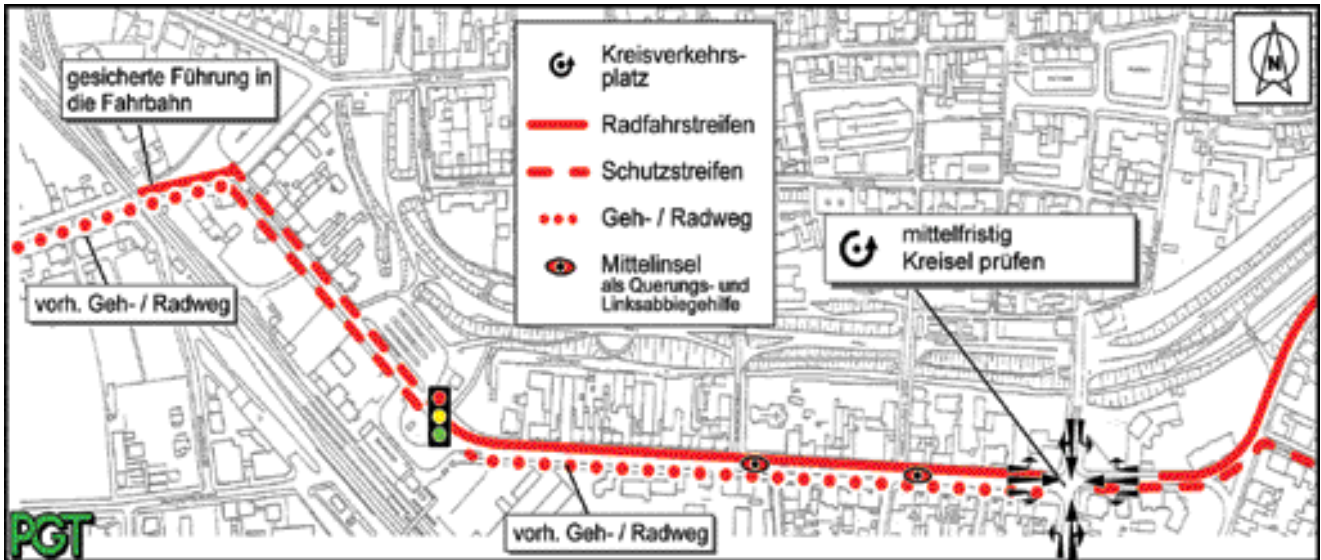 gesicherte Führung in
die Fahrbahn
vorh. Geh- / Radweg
Kreisverkehrs-
platz
Radfahrstreifen
Schutzstreifen
Geh- / Radweg
Mittelinsel
als Querungs- und
Linksabbiegehilfe
N
mittelfristig
Kreisel prüfen
vorh. Geh- / Radweg
PGT